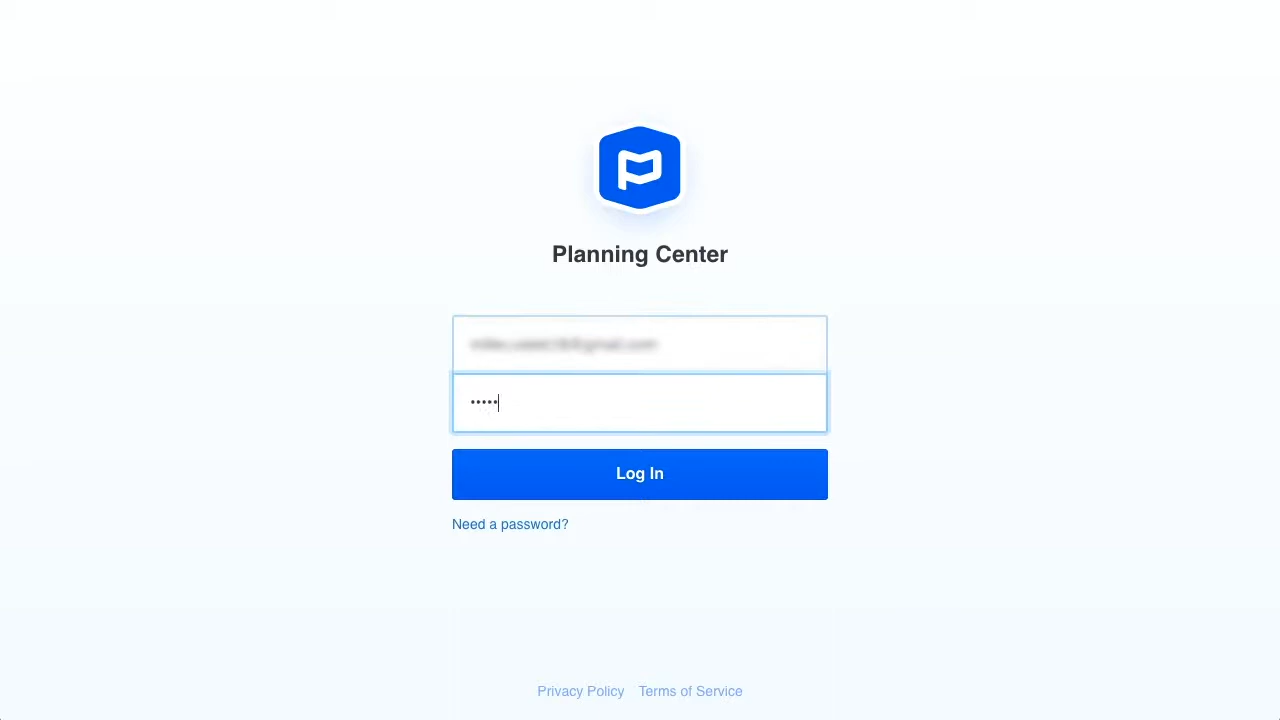 Planning Center
•••••
Log In
Need a password?
Privacy Policy Terms of Service